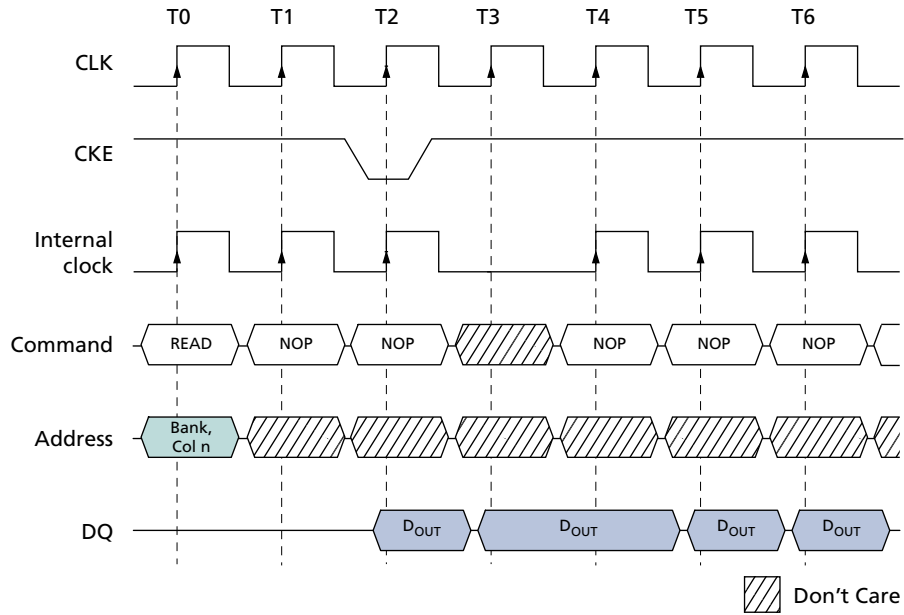 T0 T1 T2 T3 T4 T5 T6
CLK
CKE
Internal
clock
Command READ NOP NOP NOP NOP NOP
Address Bank,
Col n
DQ DOUT DOUT DOUT DOUT
Don't Care